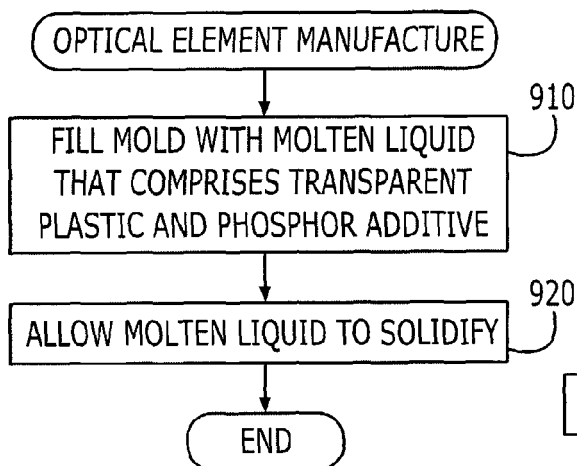 OPTICAL ELEMENT MANUFACTURE
910
FILL MOLD WITH MOLTEN LIQUID
THAT COMPRISES TRANSPARENT
PLASTIC AND PHOSPHOR ADDITIVE
920
ALLOW MOLTEN LIQUID TO SOLIDIFY
END